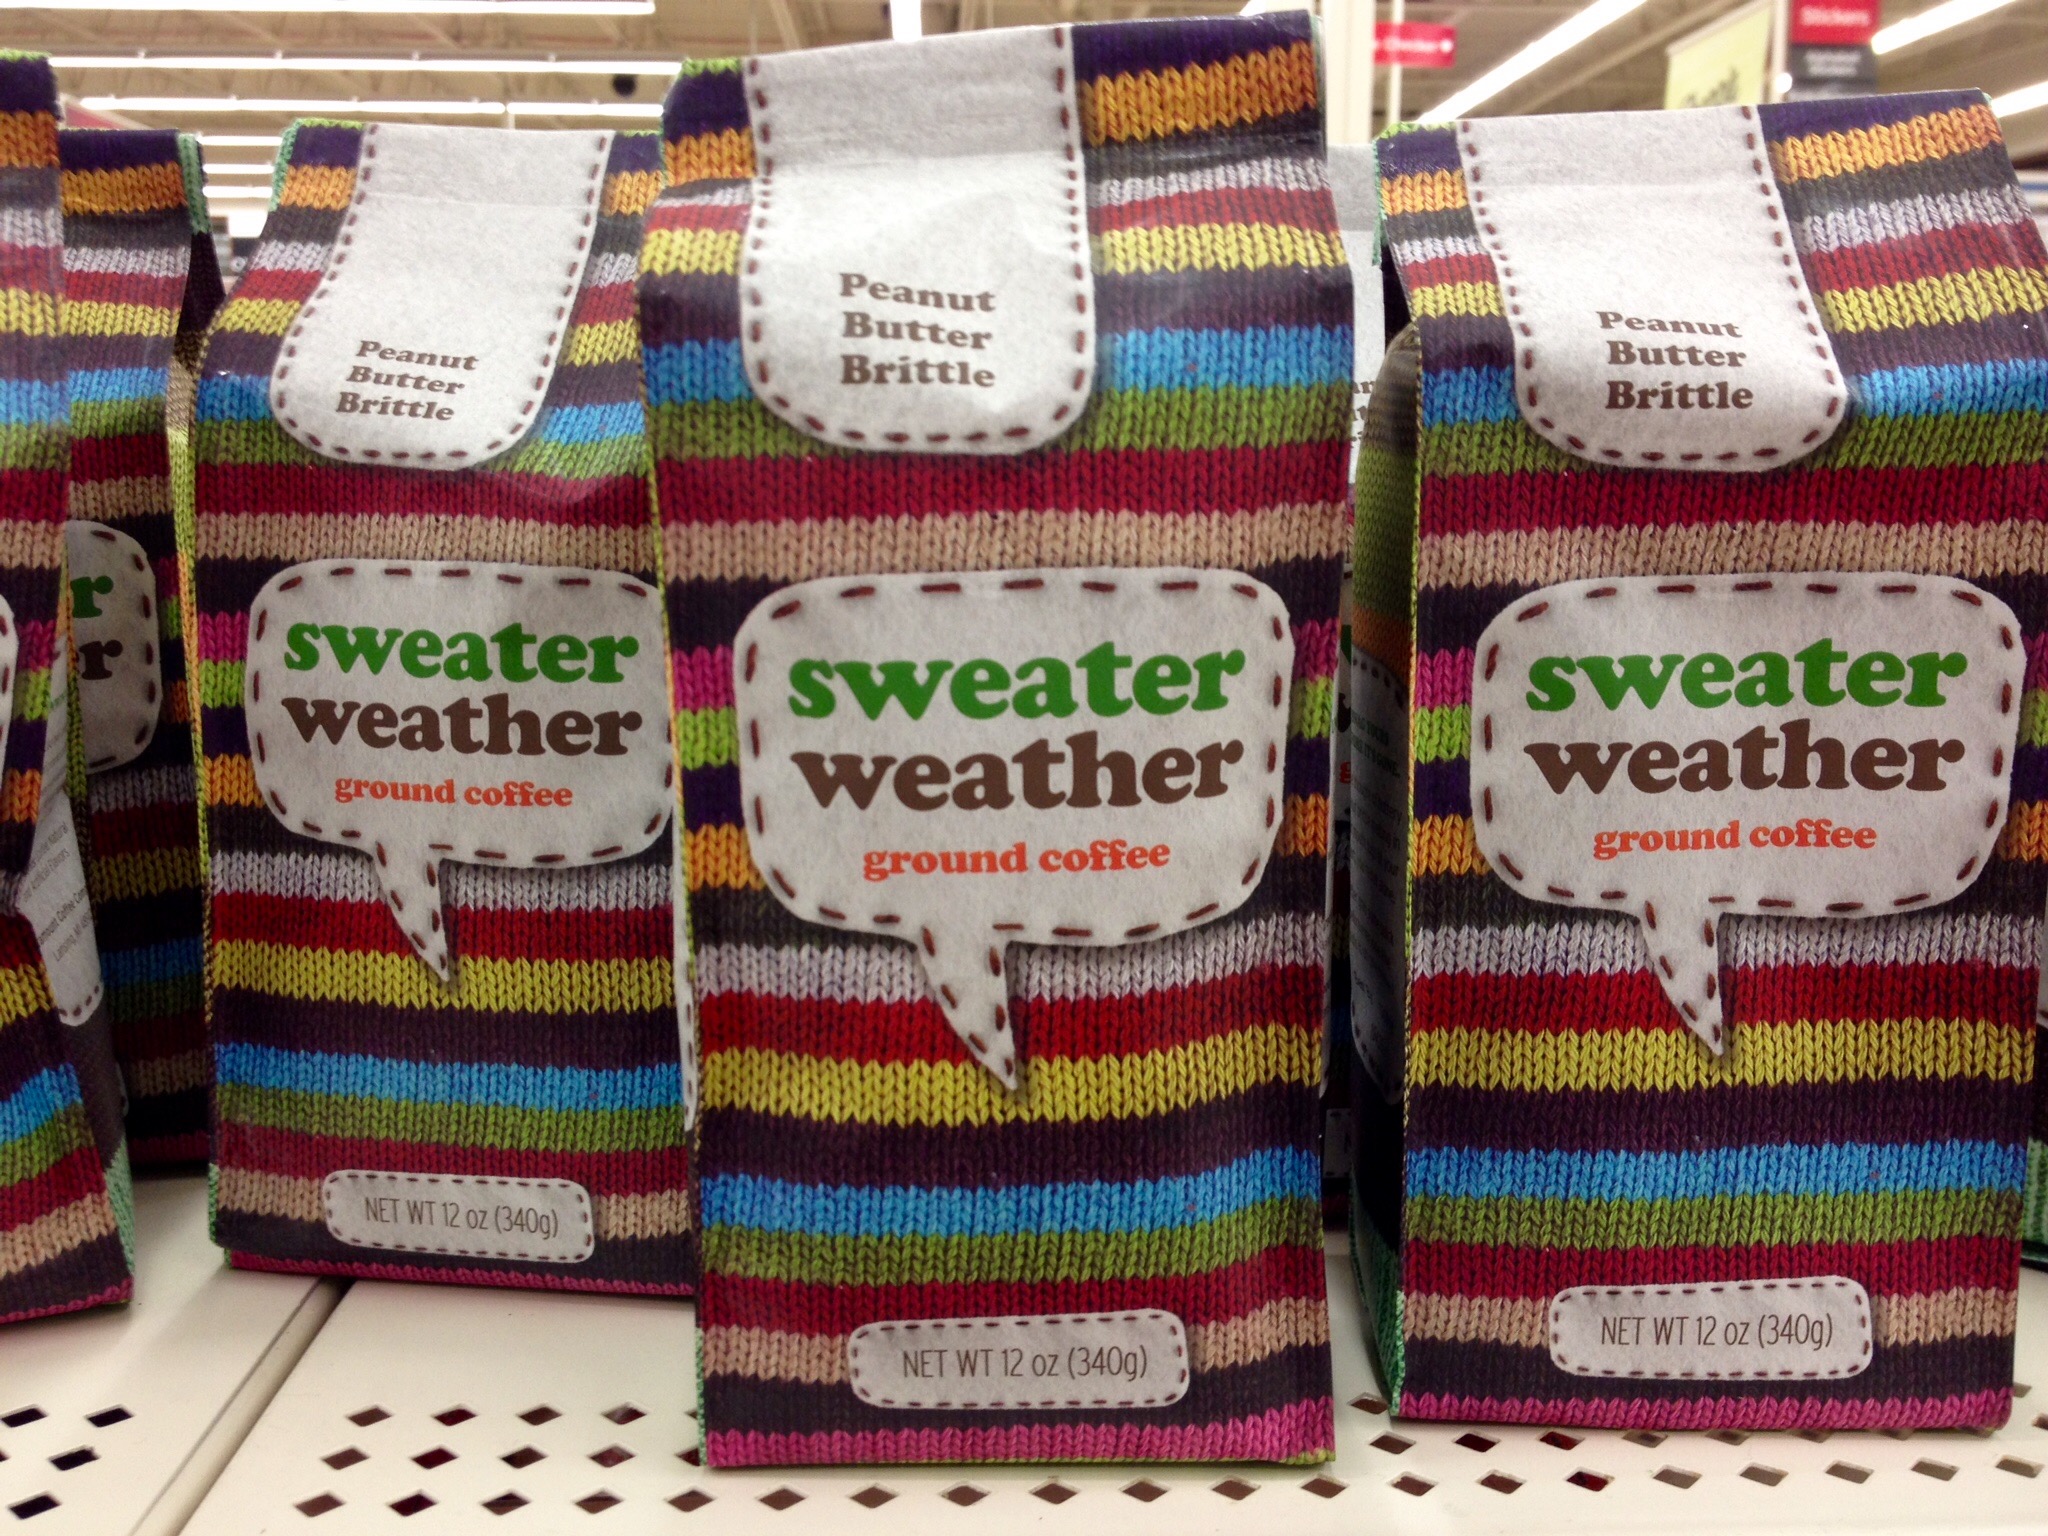 Peanut
Butter
Brittle
sweater
weather
ground coffee
NET WT 12 oz (340g)
Peanut
Butter
Brittle
sweater
weather
ground coffee
NET WT 12 oz (340g)
Peanut
Butter
Brittle
sweater
weather
ground coffee
NET WT 12 oz (340g)
r
r
Stickers